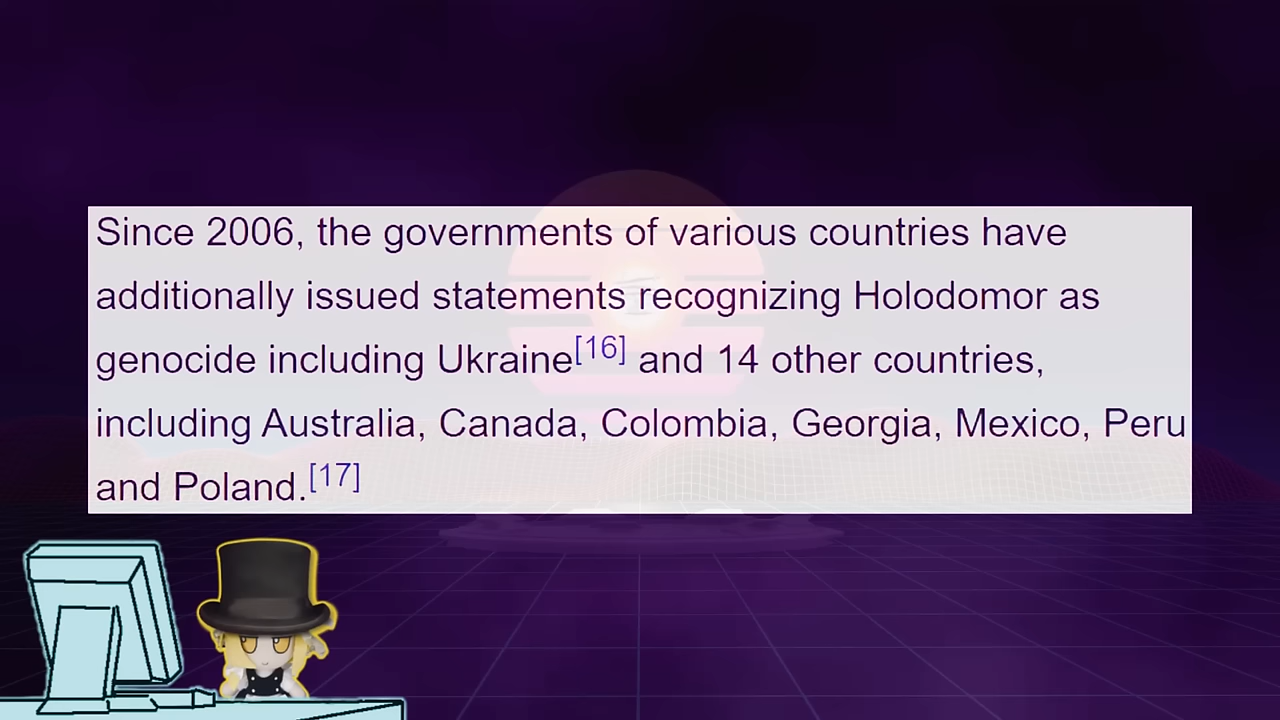 Since 2006, the governments of various countries have
additionally issued statements recognizing Holodomor as
genocide including Ukraine[16] and 14 other countries,
including Australia, Canada, Colombia, Georgia, Mexico, Peru
and Poland.[17]